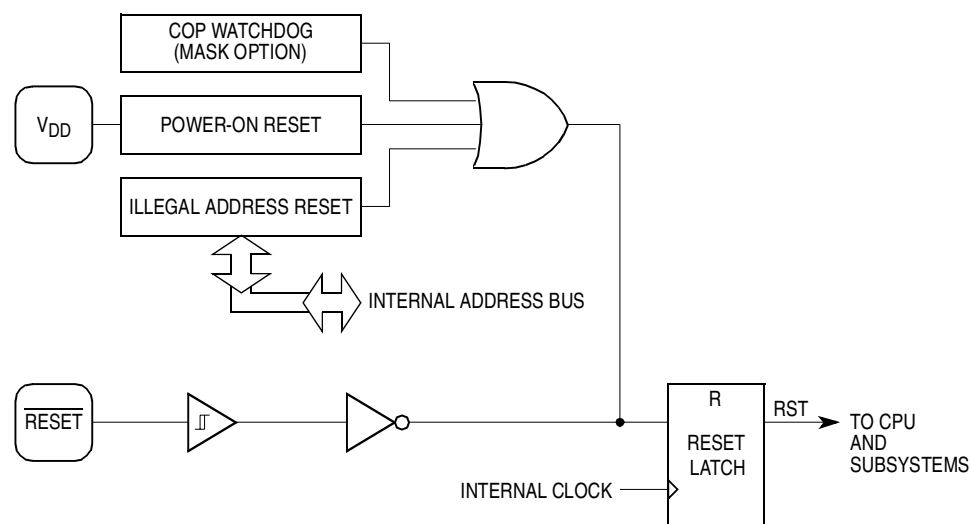 COP WATCHDOG
(MASK OPTION)
VDD
POWER-ON RESET
ILLEGAL ADDRESS RESET
INTERNAL ADDRESS BUS
RESET
R
RESET
LATCH
RST
TO CPU
AND
SUBSYSTEMS
INTERNAL CLOCK